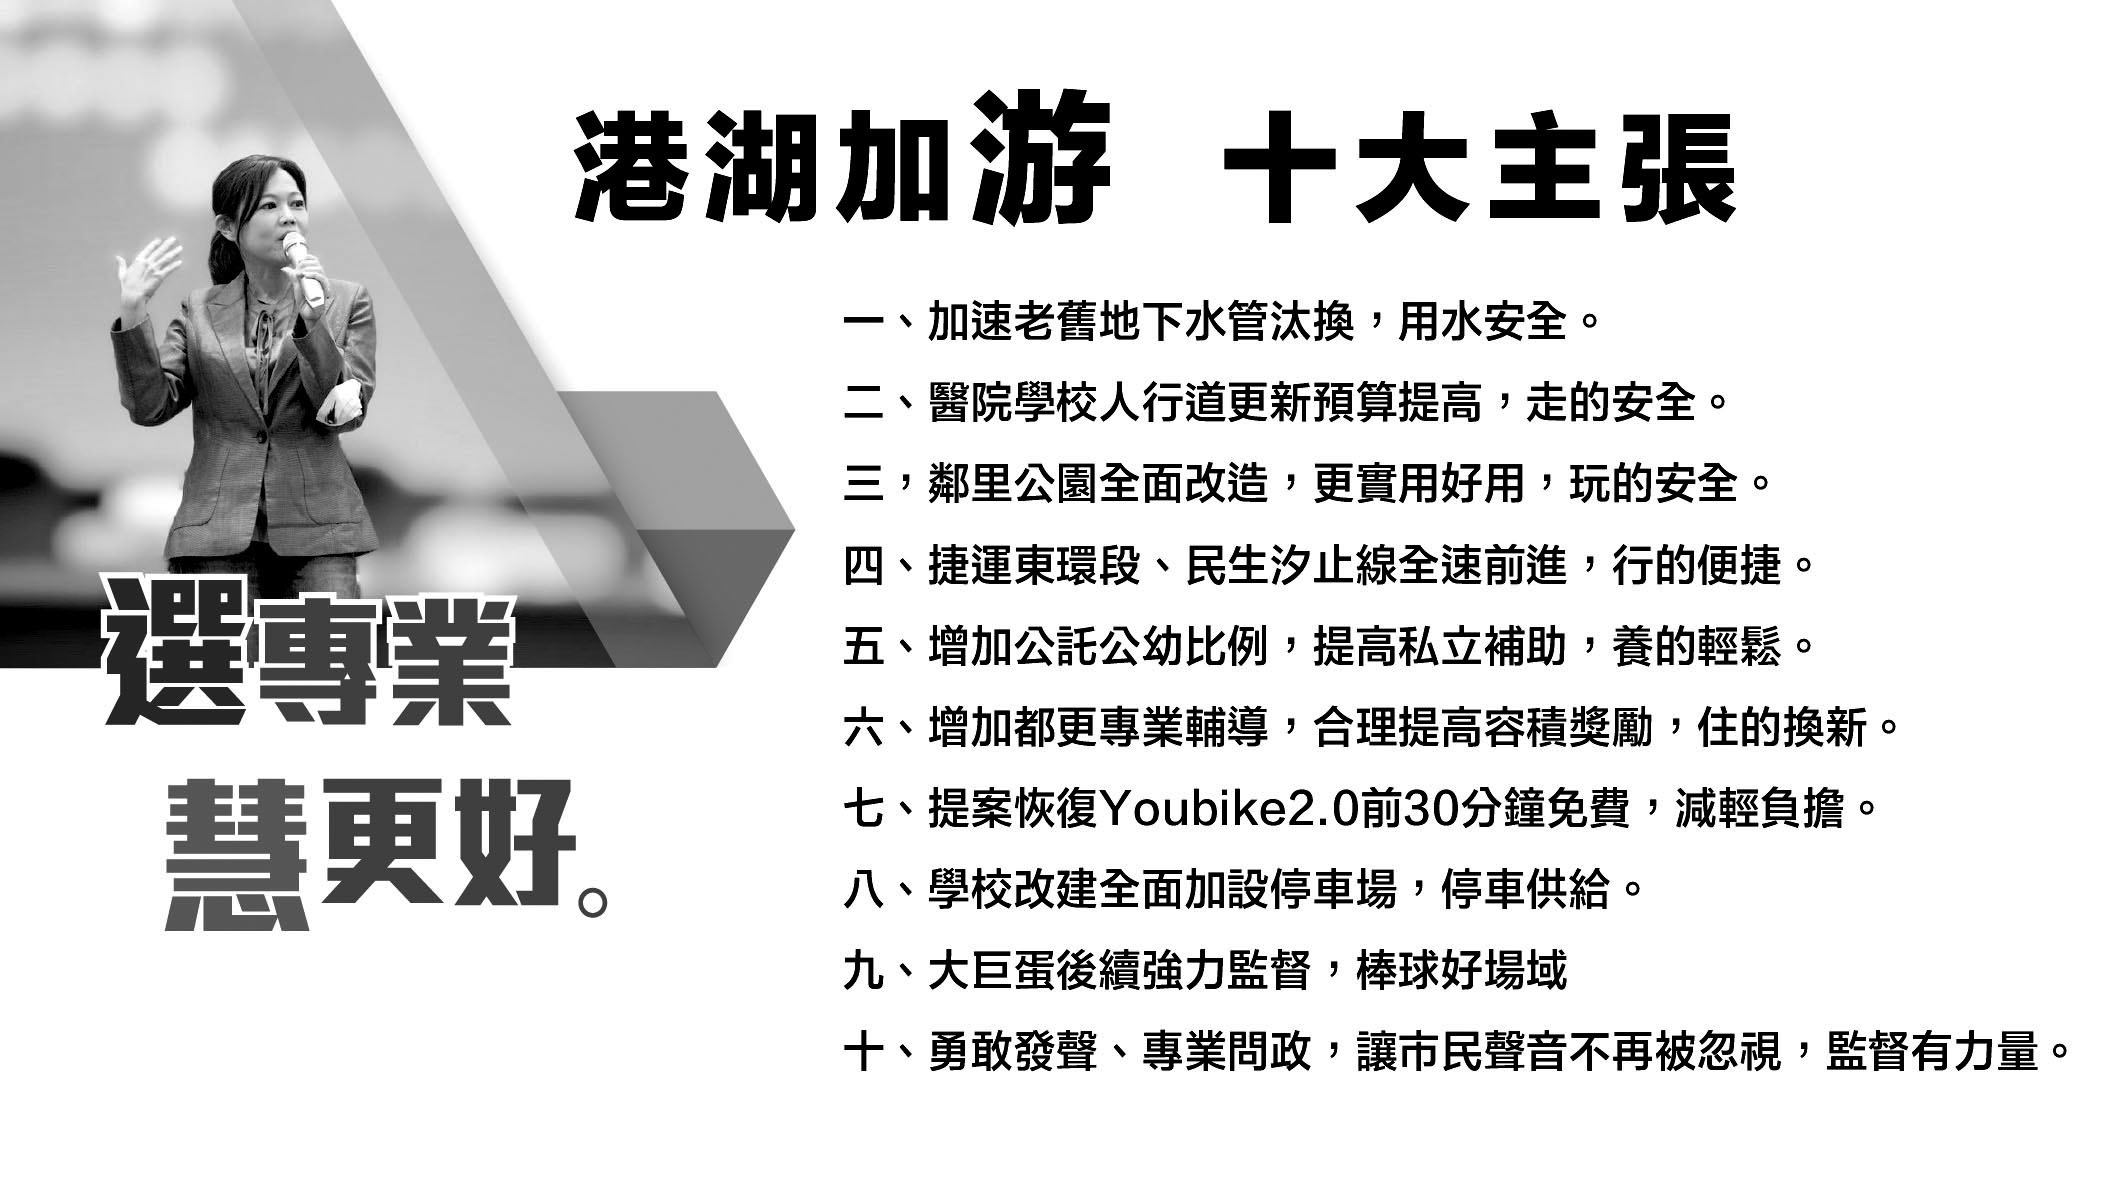 港湖加游 十大主張
一、加速老舊地下水管汰換，用水安全。
二、醫院學校人行道更新預算提高，走的安全。
三，鄰里公園全面改造，更實用好用，玩的安全。
四、捷運東環段、民生汐止線全速前進，行的便捷。
五、增加公託公幼比例，提高私立補助，養的輕鬆。
六、增加都更專業輔導，合理提高容積獎勵，住的換新。
七、提案恢復Youbike2.0前30分鐘免費，減輕負擔。
八、學校改建全面加設停車場，停車供給。
九、大巨蛋後續強力監督，棒球好場域
十、勇敢發聲、專業問政，讓市民聲音不再被忽視，監督有力量。
選專業
慧更好。